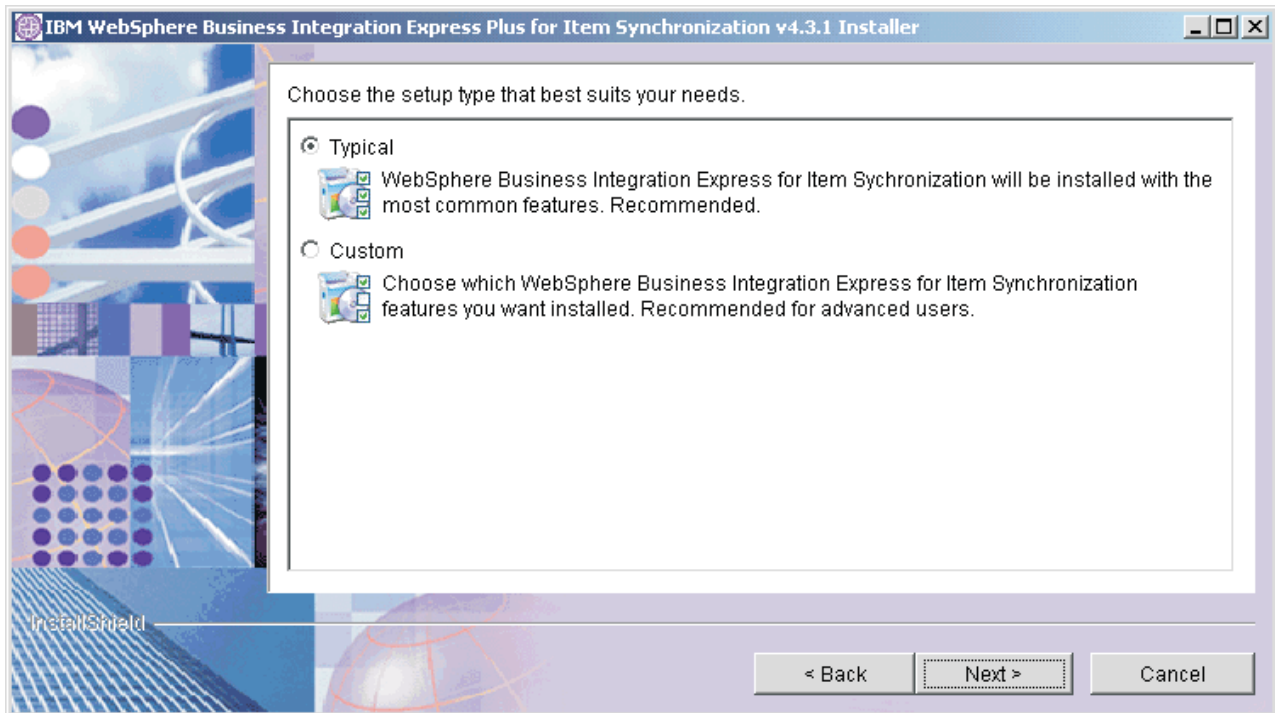 IBM WebSphere Business Integration Express Plus for Item Synchronization v4.3.1 Installer
Choose the setup type that best suits your needs.
Typical
WebSphere Business Integration Express for Item Sychronization will be installed with the
most common features. Recommended.
Custom
Choose which WebSphere Business Integration Express for Item Synchronization
features you want installed. Recommended for advanced users.
InstallShield
< Back
Next >
Cancel